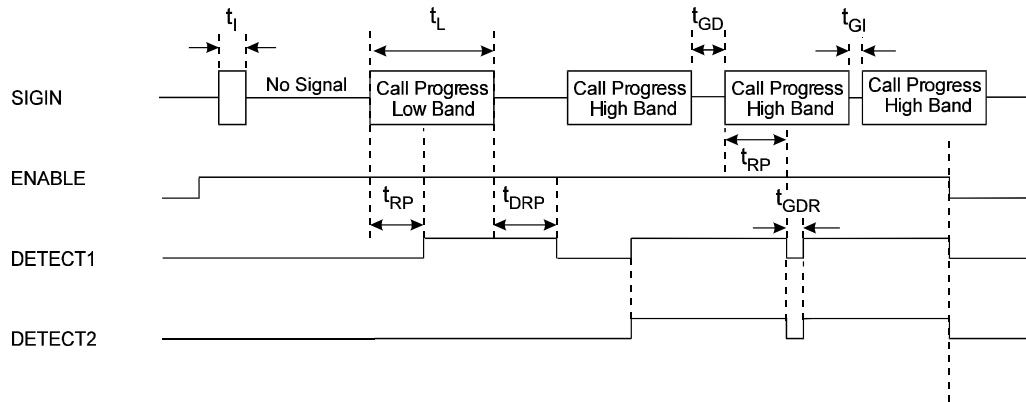 tI
tL
tGD
tGI
SIGIN
No Signal
Call Progress
Low Band
Call Progress
High Band
Call Progress
High Band
Call Progress
High Band
tRP
ENABLE
tRP
tDRP
tGDR
DETECT1
DETECT2